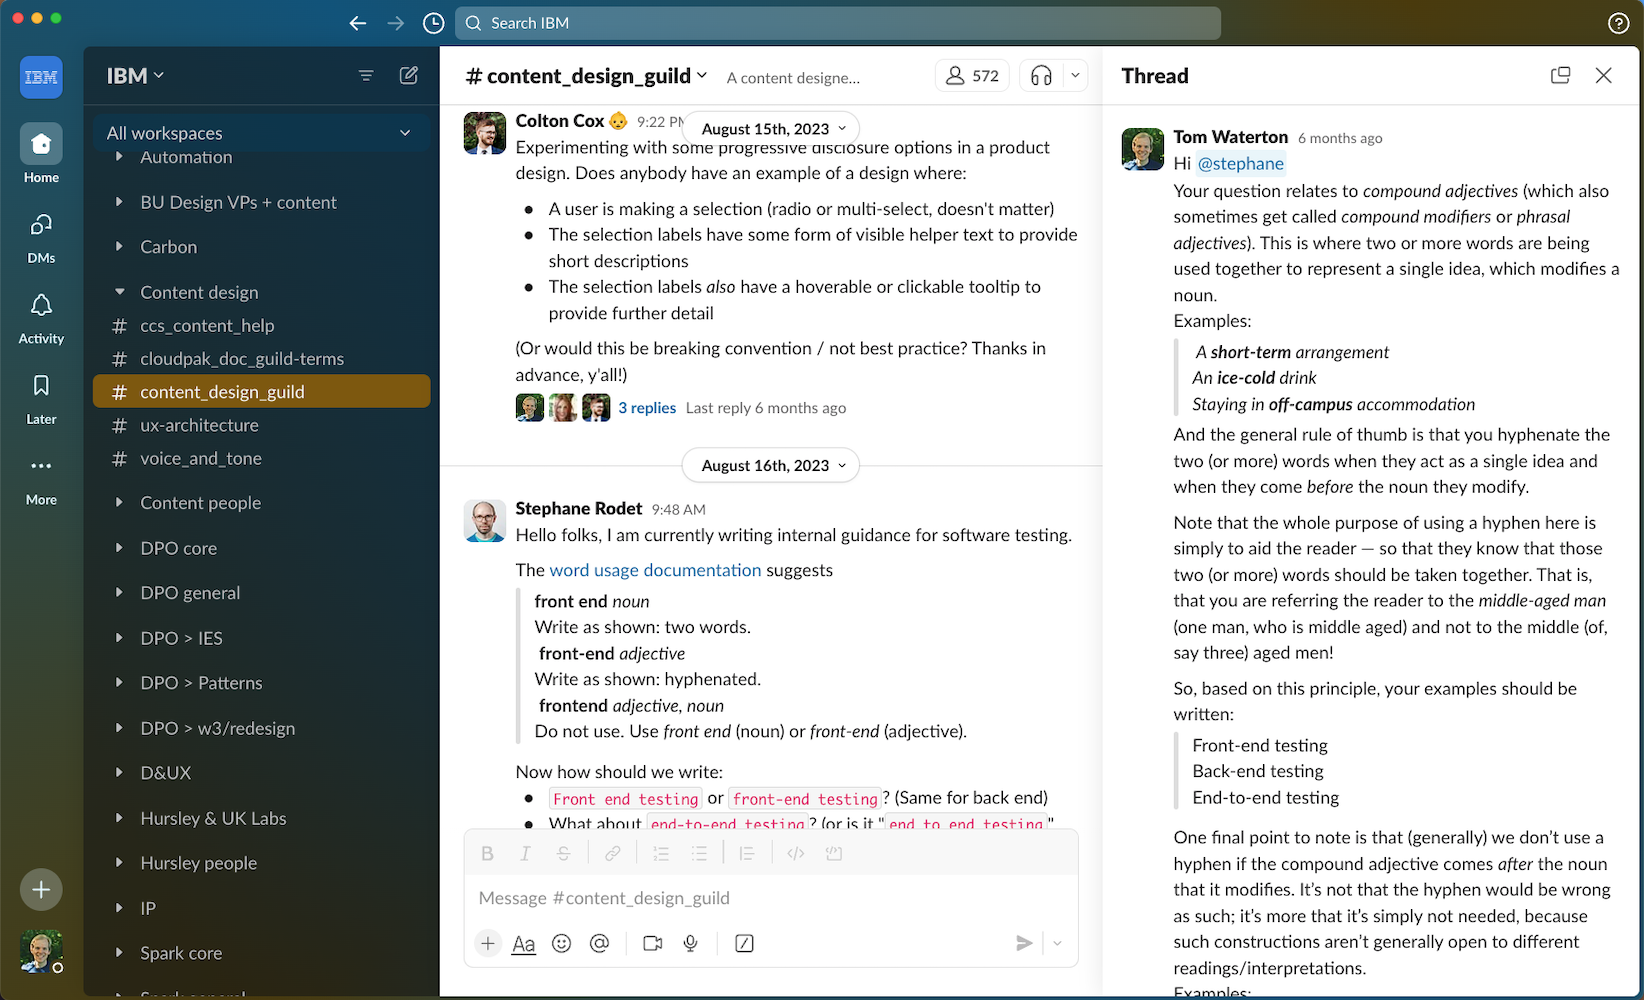 Search IBM
IBM
Home
DMs
Activity
Later
More
IBM
All workspaces
Automation
BU Design VPs + content
Carbon
Content design
# ccs_content_help
# cloudpak_doc_guild-terms
# content_design_guild
# ux-architecture
# voice_and_tone
Content people
DPO core
DPO general
DPO > IES
DPO > Patterns
DPO > w3/redesign
D&UX
Hursley & UK Labs
Hursley people
IP
Spark core
# content_design_guild
A content designe...
572
Colton Cox 👶 9:22 PM
August 15th, 2023
Experimenting with some progressive disclosure options in a product
design. Does anybody have an example of a design where:
• A user is making a selection (radio or multi-select, doesn't matter)
• The selection labels have some form of visible helper text to provide
short descriptions
• The selection labels also have a hoverable or clickable tooltip to
provide further detail
(Or would this be breaking convention / not best practice? Thanks in
advance, y'all!)
3 replies Last reply 6 months ago
August 16th, 2023
Stephane Rodet 9:48 AM
Hello folks, I am currently writing internal guidance for software testing.
The word usage documentation suggests
front end noun
Write as shown: two words.
front-end adjective
Write as shown: hyphenated.
frontend adjective, noun
Do not use. Use front end (noun) or front-end (adjective).
Now how should we write:
• Front end testing or front-end testing? (Same for back end)
• What about end-to-end testing? (or is it "end to end testing"
B I S
Message #content_design_guild
Aa
Thread
Tom Waterton 6 months ago
Hi @stephane
Your question relates to compound adjectives (which also
sometimes get called compound modifiers or phrasal
adjectives). This is where two or more words are being
used together to represent a single idea, which modifies a
noun.
Examples:
A short-term arrangement
An ice-cold drink
Staying in off-campus accommodation
And the general rule of thumb is that you hyphenate the
two (or more) words when they act as a single idea and
when they come before the noun they modify.
Note that the whole purpose of using a hyphen here is
simply to aid the reader — so that they know that those
two (or more) words should be taken together. That is,
that you are referring the reader to the middle-aged man
(one man, who is middle aged) and not to the middle (of,
say three) aged men!
So, based on this principle, your examples should be
written:
Front-end testing
Back-end testing
End-to-end testing
One final point to note is that (generally) we don't use a
hyphen if the compound adjective comes after the noun
that it modifies. It's not that the hyphen would be wrong
as such; it's more that it's simply not needed, because
such constructions aren't generally open to different
readings/interpretations.
Examples: